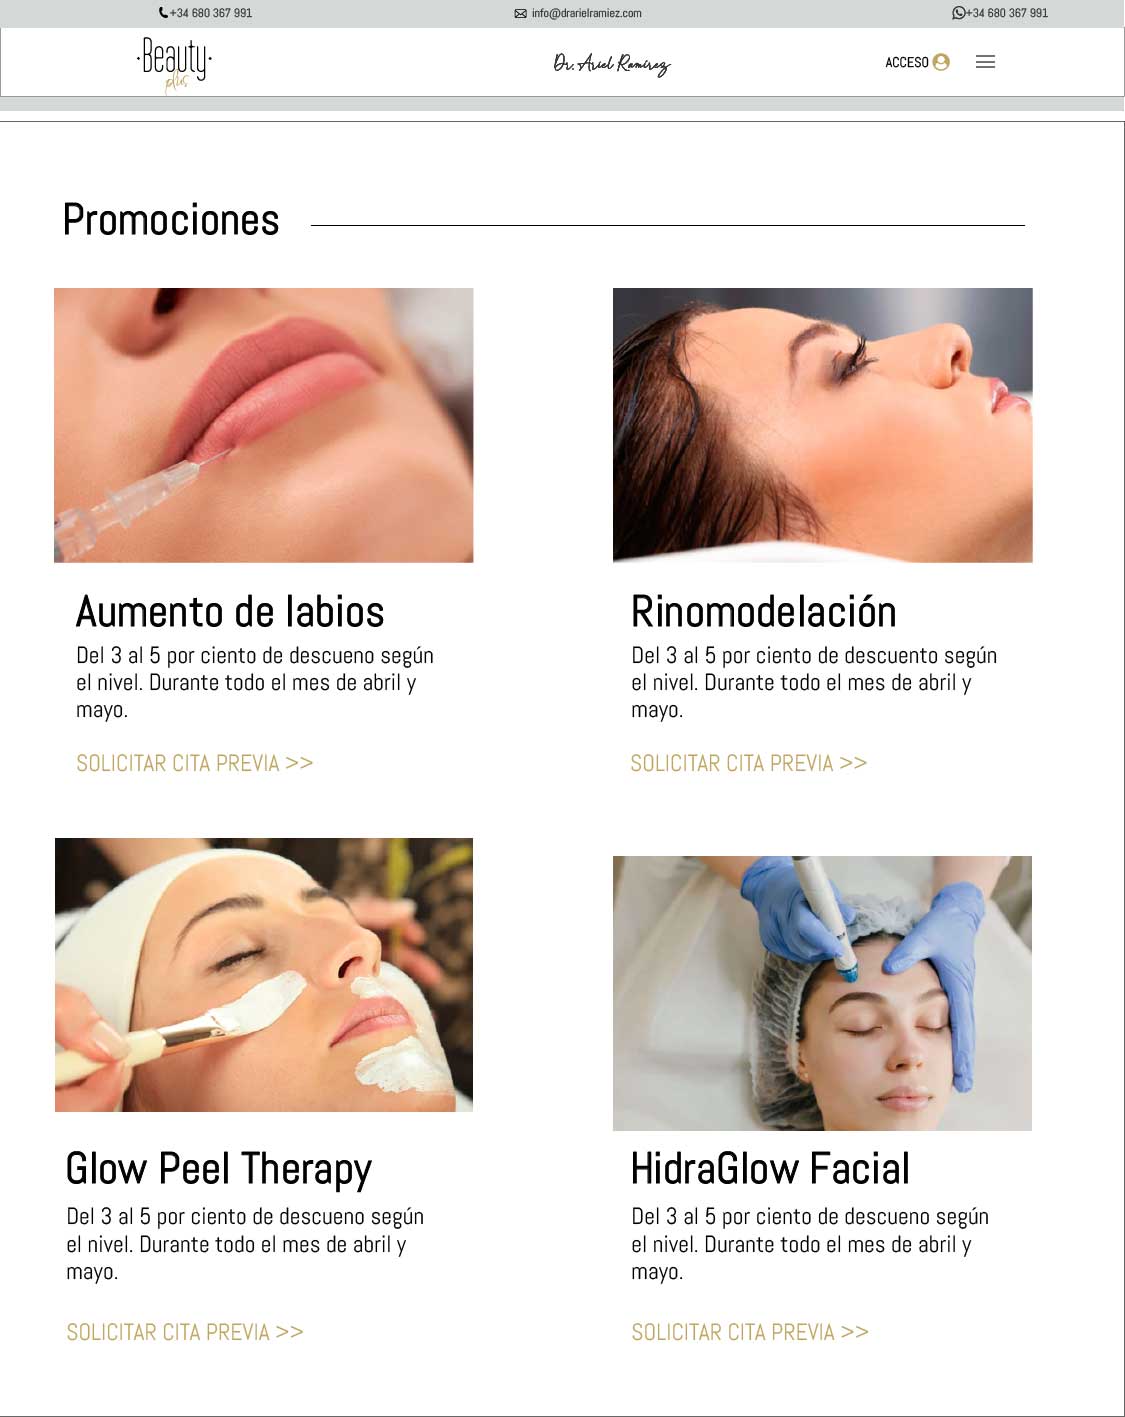 +34 680 367 991
info@drarielramiez.com
+34 680 367 991
Beauty
plus
Dr. Ariel Ramirez
ACCESO
Promociones
Aumento de labios
Del 3 al 5 por ciento de descueno según
el nivel. Durante todo el mes de abril y
mayo.
SOLICITAR CITA PREVIA >>
Rinomodelación
Del 3 al 5 por ciento de descuento según
el nivel. Durante todo el mes de abril y
mayo.
SOLICITAR CITA PREVIA >>
Glow Peel Therapy
Del 3 al 5 por ciento de descueno según
el nivel. Durante todo el mes de abril y
mayo.
SOLICITAR CITA PREVIA >>
HidraGlow Facial
Del 3 al 5 por ciento de descueno según
el nivel. Durante todo el mes de abril y
mayo.
SOLICITAR CITA PREVIA >>